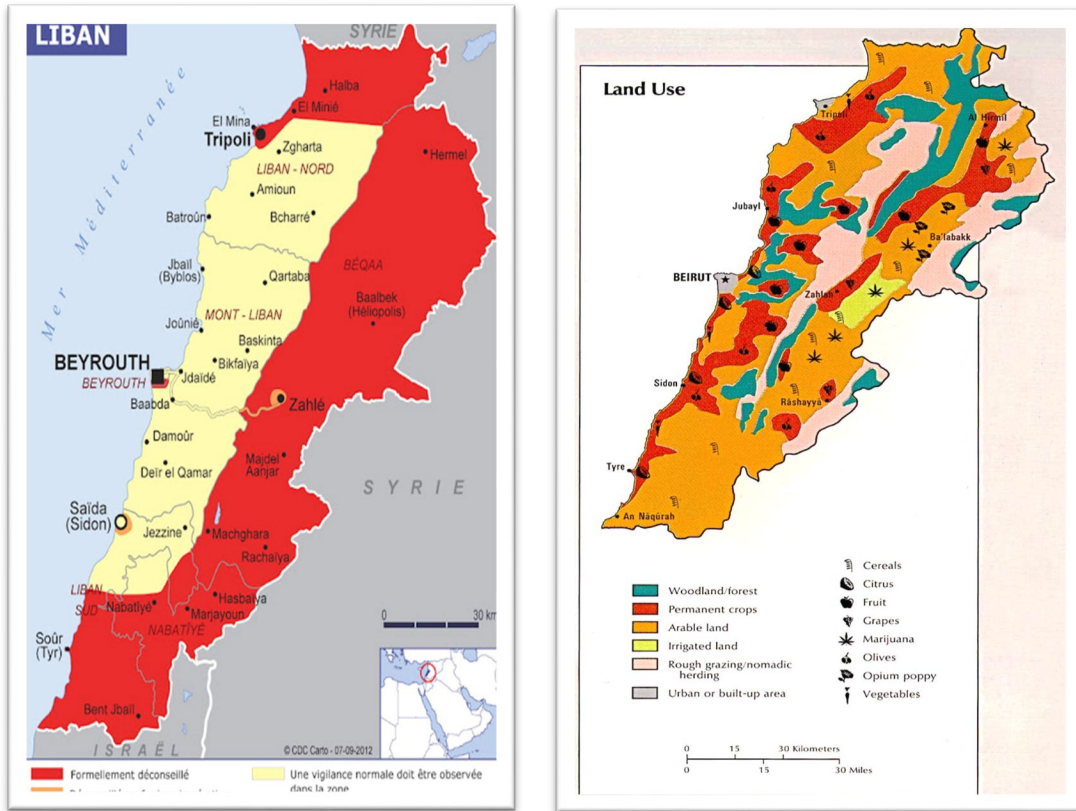 LIBAN
SYRIE
Mer Méditerranée
Halba
El Minié
El Mina
Tripoli
Zgharta
Hermel
LIBAN - NORD
Amioun
Batroûn
Bcharré
Jbaïl
(Byblos)
Qartaba
BÉQAA
Baalbek
(Héliopolis)
MONT - LIBAN
Joûnié
Baskinta
Bikfaïya
BEYROUTH
BEYROUTH
Jdaïdé
Baabda
Zahlé
Damoûr
Deïr el Qamar
Majdel
Aanjar
SYRIE
Saïda
(Sidon)
Jezzine
Machghara
Rachaïya
LIBAN
SUD
Nabatîyé
Hasbaïya
Marjayoun
NABATÎYÉ
Soûr
(Tyr)
0 30 km
Bent Jbaïl
ISRAËL
© CDC Carto - 07-09-2012
Formellement déconseillé
Une vigilance normale doit être observée
dans la zone
Land Use
Tripoli
Al Hirmil
Jubayl
Ba'labakk
BEIRUT
Zahlah
Sidon
Râshayyâ
Tyre
An Nâqûrah
Woodland/forest
Permanent crops
Arable land
Irrigated land
Rough grazing/nomadic
herding
Urban or built-up area
Cereals
Citrus
Fruit
Grapes
Marijuana
Olives
Opium poppy
Vegetables
0 15 30 Kilometers
0 15 30 Miles